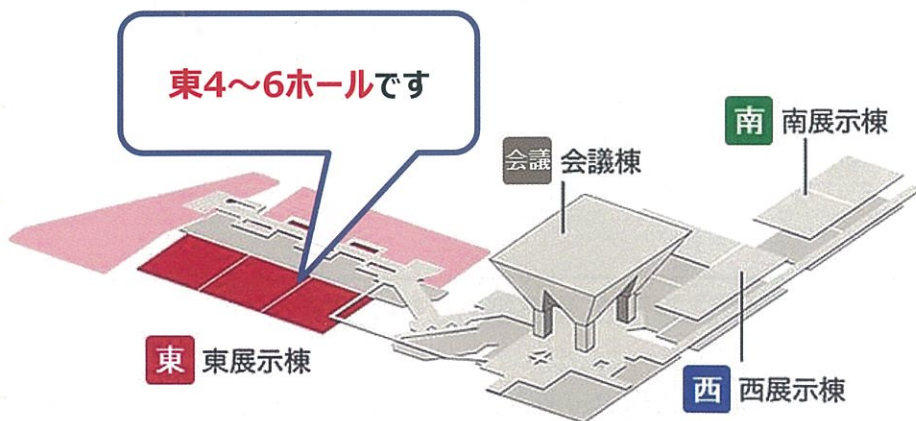 東4～6ホールです
南 南展示棟
会議 会議棟
東 東展示棟
西 西展示棟